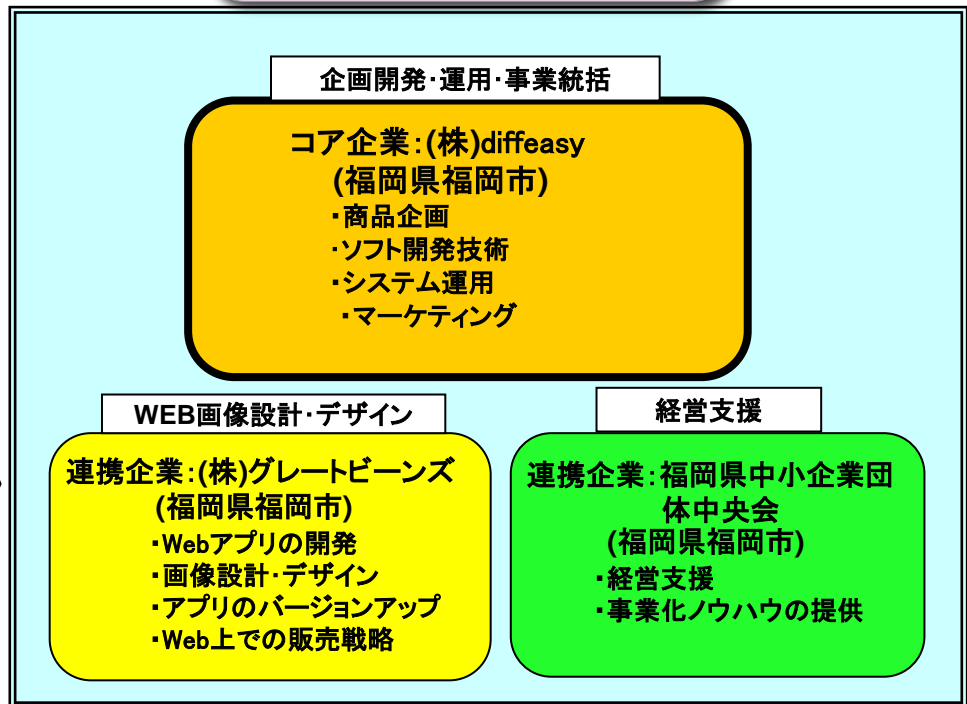 企画開発・運用・事業統括
コア企業:(株)diffeasy
(福岡県福岡市)
・商品企画
・ソフト開発技術
・システム運用
・マーケティング
WEB画像設計・デザイン
連携企業:(株)グレートビーンズ
(福岡県福岡市)
・Webアプリの開発
・画像設計・デザイン
・アプリのバージョンアップ
・Web上での販売戦略
経営支援
連携企業:福岡県中小企業団
体中央会
(福岡県福岡市)
・経営支援
・事業化ノウハウの提供